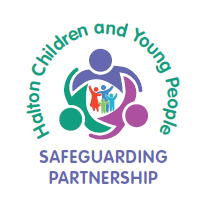 Halton Children and Young People
SAFEGUARDING
PARTNERSHIP